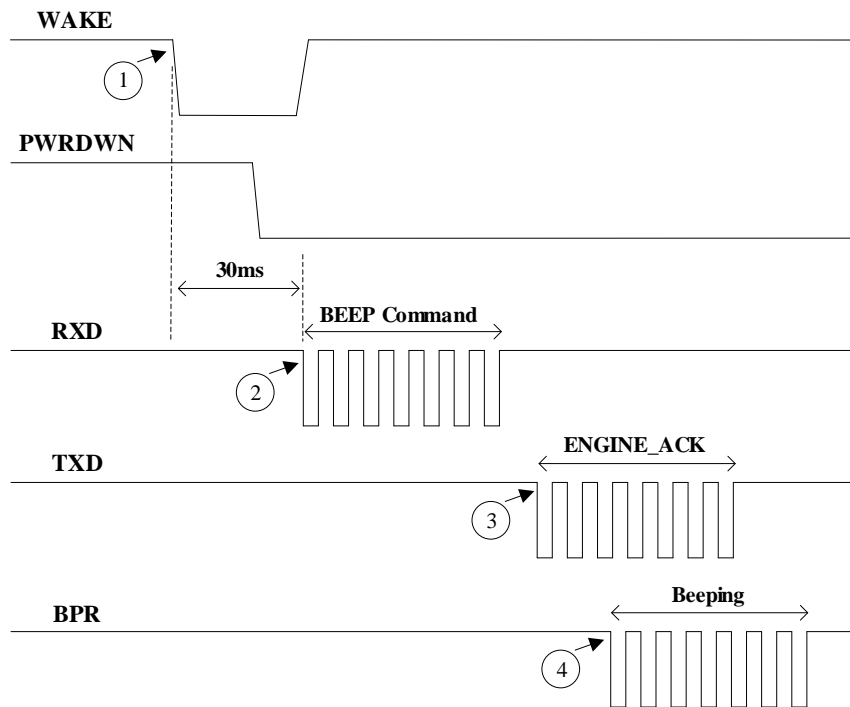 WAKE
1
PWRDWN
30ms
BEEP Command
RXD
2
ENGINE_ACK
TXD
3
Beeping
BPR
4